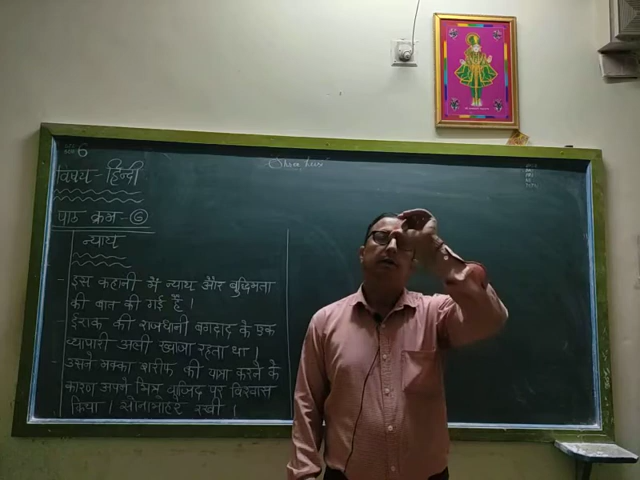 6
विषय - हिन्दी
पाठ क्रम - ६
न्याय
- इस कहानी में न्याय और बुद्धिमता
की बात की गई है ।
- ईराक की राजधानी बगदाद के एक
व्यापारी अली ख्वाजा रहता था ।
उसने मक्का शरीफ की यात्रा करने के
कारण अपने मित्र वाजिद पर विश्वास
किया । सोनामोहरे रखी ।